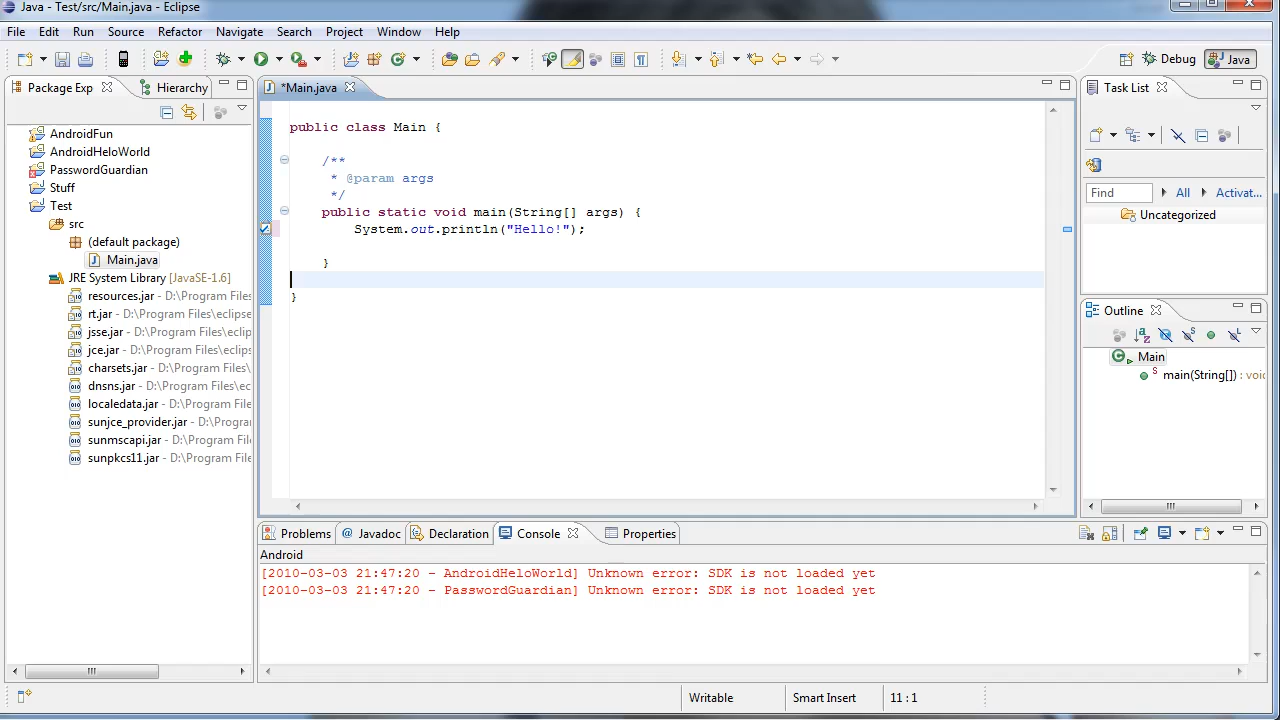 Java - Test/src/Main.java - Eclipse
File Edit Run Source Refactor Navigate Search Project Window Help
Debug Java
Package Exp Hierarchy
*Main.java
Task List
AndroidFun
AndroidHeloWorld
PasswordGuardian
Stuff
Test
src
(default package)
Main.java
JRE System Library [JavaSE-1.6]
resources.jar - D:\Program Files
rt.jar - D:\Program Files\eclipse
jsse.jar - D:\Program Files\ecli
jce.jar - D:\Program Files\eclips
charsets.jar - D:\Program Files
dnsns.jar - D:\Program Files\ec
localedata.jar - D:\Program Files
sunjce_provider.jar - D:\Program
sunmscapi.jar - D:\Program Files
sunpkcs11.jar - D:\Program File
public class Main {
/**
* @param args
*/
public static void main(String[] args) {
System.out.println("Hello!");
}
}
Find All Activat...
Uncategorized
Outline
Main
main(String[]) : void
Problems @ Javadoc Declaration Console Properties
Android
[2010-03-03 21:47:20 - AndroidHeloWorld] Unknown error: SDK is not loaded yet
[2010-03-03 21:47:20 - PasswordGuardian] Unknown error: SDK is not loaded yet
Writable Smart Insert 11 : 1